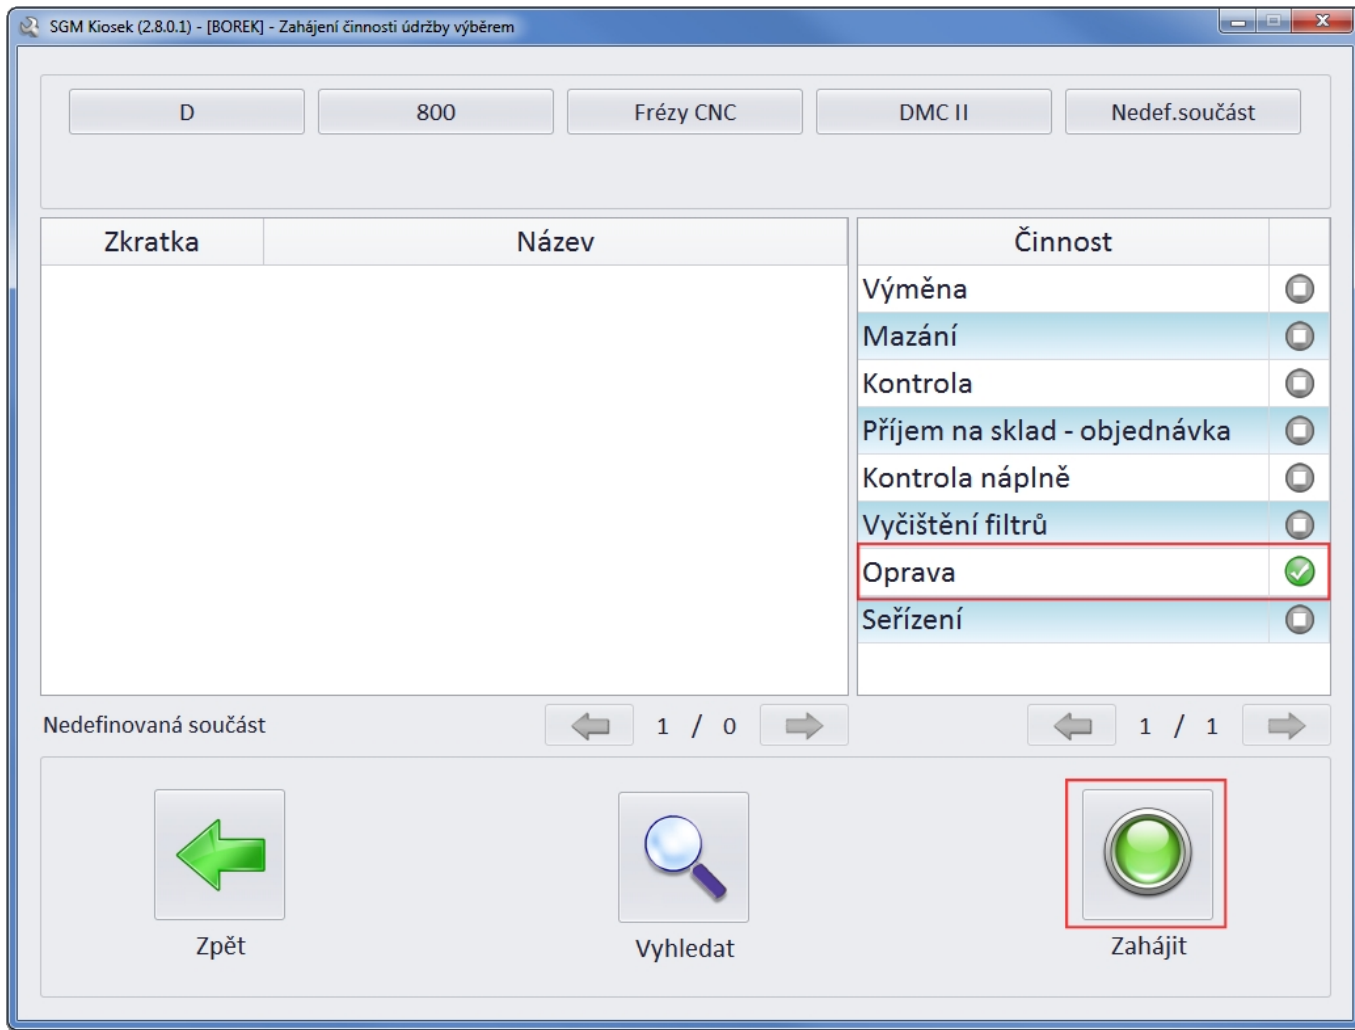 SGM Kiosek (2.8.0.1) - [BOREK] - Zahájení činnosti údržby výběrem
D 800 Frézy CNC DMC II Nedef.součást
Zkratka Název Činnost
Výměna
Mazání
Kontrola
Příjem na sklad - objednávka
Kontrola náplně
Vyčištění filtrů
Oprava
Seřízení
Nedefinovaná součást 1 / 0 1 / 1
Zpět Vyhledat Zahájit